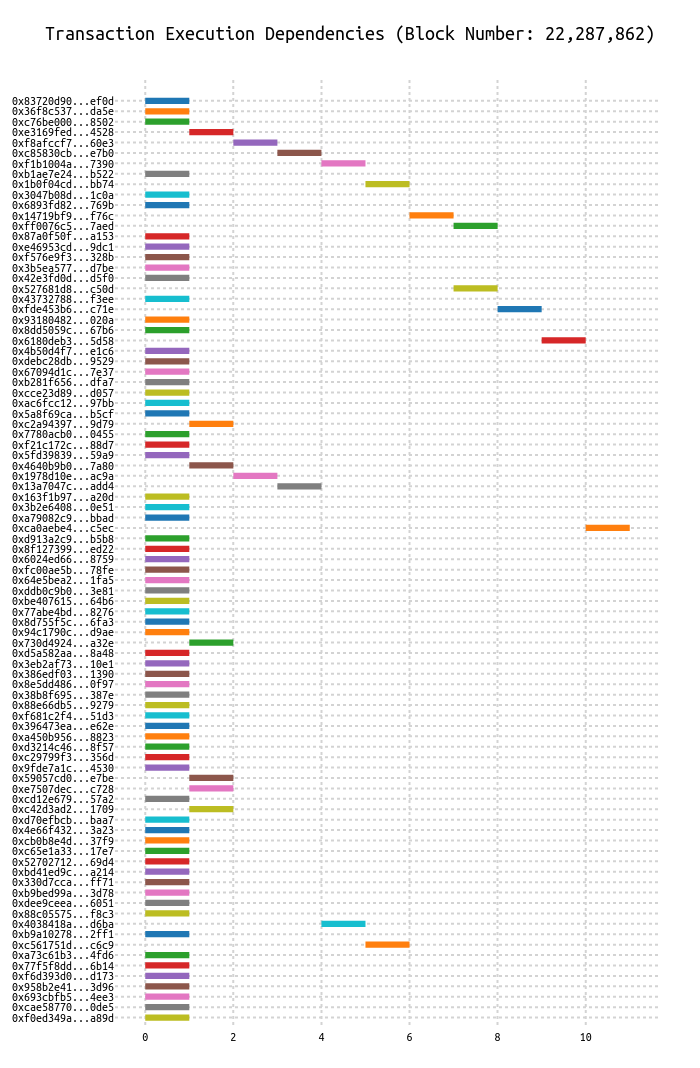 Transaction Execution Dependencies (Block Number: 22,287,862)
0x83720d90...ef0d
0x36f8c537...da5e
0xc76be000...8502
0xe3169fed...4528
0xf8afccf7...60e3
0xc85830cb...e7b0
0xf1b1004a...7390
0xb1ae7e24...b522
0x1b0f04cd...bb74
0x3047b08d...1c0a
0x6893fd82...769b
0x14719bf9...f76c
0xff0076c5...7aed
0x87a0f50f...a153
0xe46953cd...9dc1
0xf576e9f3...328b
0x3b5ea577...d7be
0x42e3fd0d...d5f0
0x527681d8...c50d
0x43732788...f3ee
0xfde453b6...c71e
0x93180482...020a
0x8dd5059c...67b6
0x6180deb3...5d58
0x4b50d4f7...e1c6
0xdebc28db...9529
0x67094d1c...7e37
0xb281f656...dfa7
0xcce23d89...d057
0xac6fcc12...97bb
0x5a8f69ca...b5cf
0xc2a94397...9d79
0x7780acb0...0455
0xf21c172c...88d7
0x5fd39839...59a9
0x4640b9b0...7a80
0x1978d10e...ac9a
0x13a7047c...add4
0x163f1b97...a20d
0x3b2e6408...0e51
0xa79082c9...bbad
0xca0aebe4...c5ec
0xd913a2c9...b5b8
0x8f127399...ed22
0x6024ed66...8759
0xfc00ae5b...78fe
0x64e5bea2...1fa5
0xddb0c9b0...3e81
0xbe407615...64b6
0x77abe4bd...8276
0x8d755f5c...6fa3
0x94c1790c...d9ae
0x730d4924...a32e
0xd5a582aa...8a48
0x3eb2af73...10e1
0x386edf03...1390
0x8e5dd486...0f97
0x38b8f695...387e
0x88e66db5...9279
0xf681c2f4...51d3
0x396473ea...e62e
0xa450b956...8823
0xd3214c46...8f57
0xc29799f3...356d
0x9fde7a1c...4530
0x59057cd0...e7be
0xe7507dec...c728
0xcd12e679...57a2
0xc42d3ad2...1709
0xd70efbcb...baa7
0x4e66f432...3a23
0xcb0b8e4d...37f9
0xc65e1a33...17e7
0x52702712...69d4
0xbd41ed9c...a214
0x330d7cca...ff71
0xb9bed99a...3d78
0xdee9ceea...6051
0x88c05575...f8c3
0x4038418a...d6ba
0xb9a10278...2ff1
0xc561751d...c6c9
0xa73c61b3...4fd6
0x77f5f8dd...6b14
0xf6d393d0...d173
0x958b2e41...3d96
0x693cbfb5...4ee3
0xcae58770...0de5
0xf0ed349a...a89d
0 2 4 6 8 10